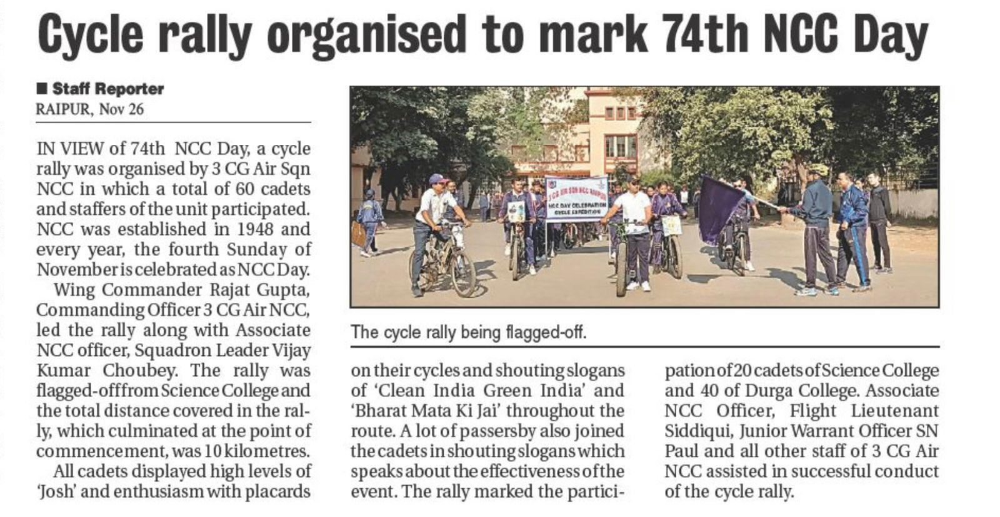 Cycle rally organised to mark 74th NCC Day
■ Staff Reporter
RAIPUR, Nov 26
IN VIEW of 74th NCC Day, a cycle
rally was organised by 3 CG Air Sqn
NCC in which a total of 60 cadets
and staffers of the unit participated.
NCC was established in 1948 and
every year, the fourth Sunday of
November is celebrated as NCC Day.
Wing Commander Rajat Gupta,
Commanding Officer 3 CG Air NCC,
led the rally along with Associate
NCC officer, Squadron Leader Vijay
Kumar Choubey. The rally was
flagged-off from Science College and
the total distance covered in the ral-
ly, which culminated at the point of
commencement, was 10 kilometres.
All cadets displayed high levels of
‘Josh’ and enthusiasm with placards
3 CG AIR SQN NCC RAIPUR
NCC DAY CELEBRATION
CYCLE EXPEDITION
The cycle rally being flagged-off.
on their cycles and shouting slogans
of ‘Clean India Green India’ and
‘Bharat Mata Ki Jai’ throughout the
route. A lot of passersby also joined
the cadets in shouting slogans which
speaks about the effectiveness of the
event. The rally marked the partici-
pation of 20 cadets of Science College
and 40 of Durga College. Associate
NCC Officer, Flight Lieutenant
Siddiqui, Junior Warrant Officer SN
Paul and all other staff of 3 CG Air
NCC assisted in successful conduct
of the cycle rally.